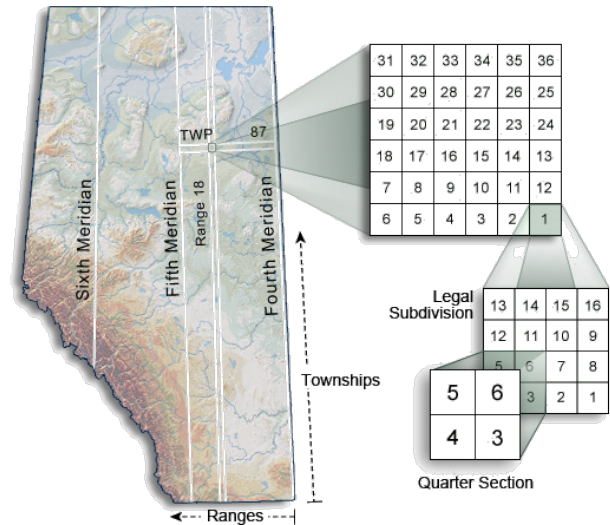 TWP 87
Sixth Meridian
Fifth Meridian
Range 18
Fourth Meridian
31 32 33 34 35 36
30 29 28 27 26 25
19 20 21 22 23 24
18 17 16 15 14 13
7 8 9 10 11 12
6 5 4 3 2 1
Legal
Subdivision
13 14 15 16
12 11 10 9
5 6 7 8
3 2 1
5 6
4 3
Quarter Section
Townships
Ranges